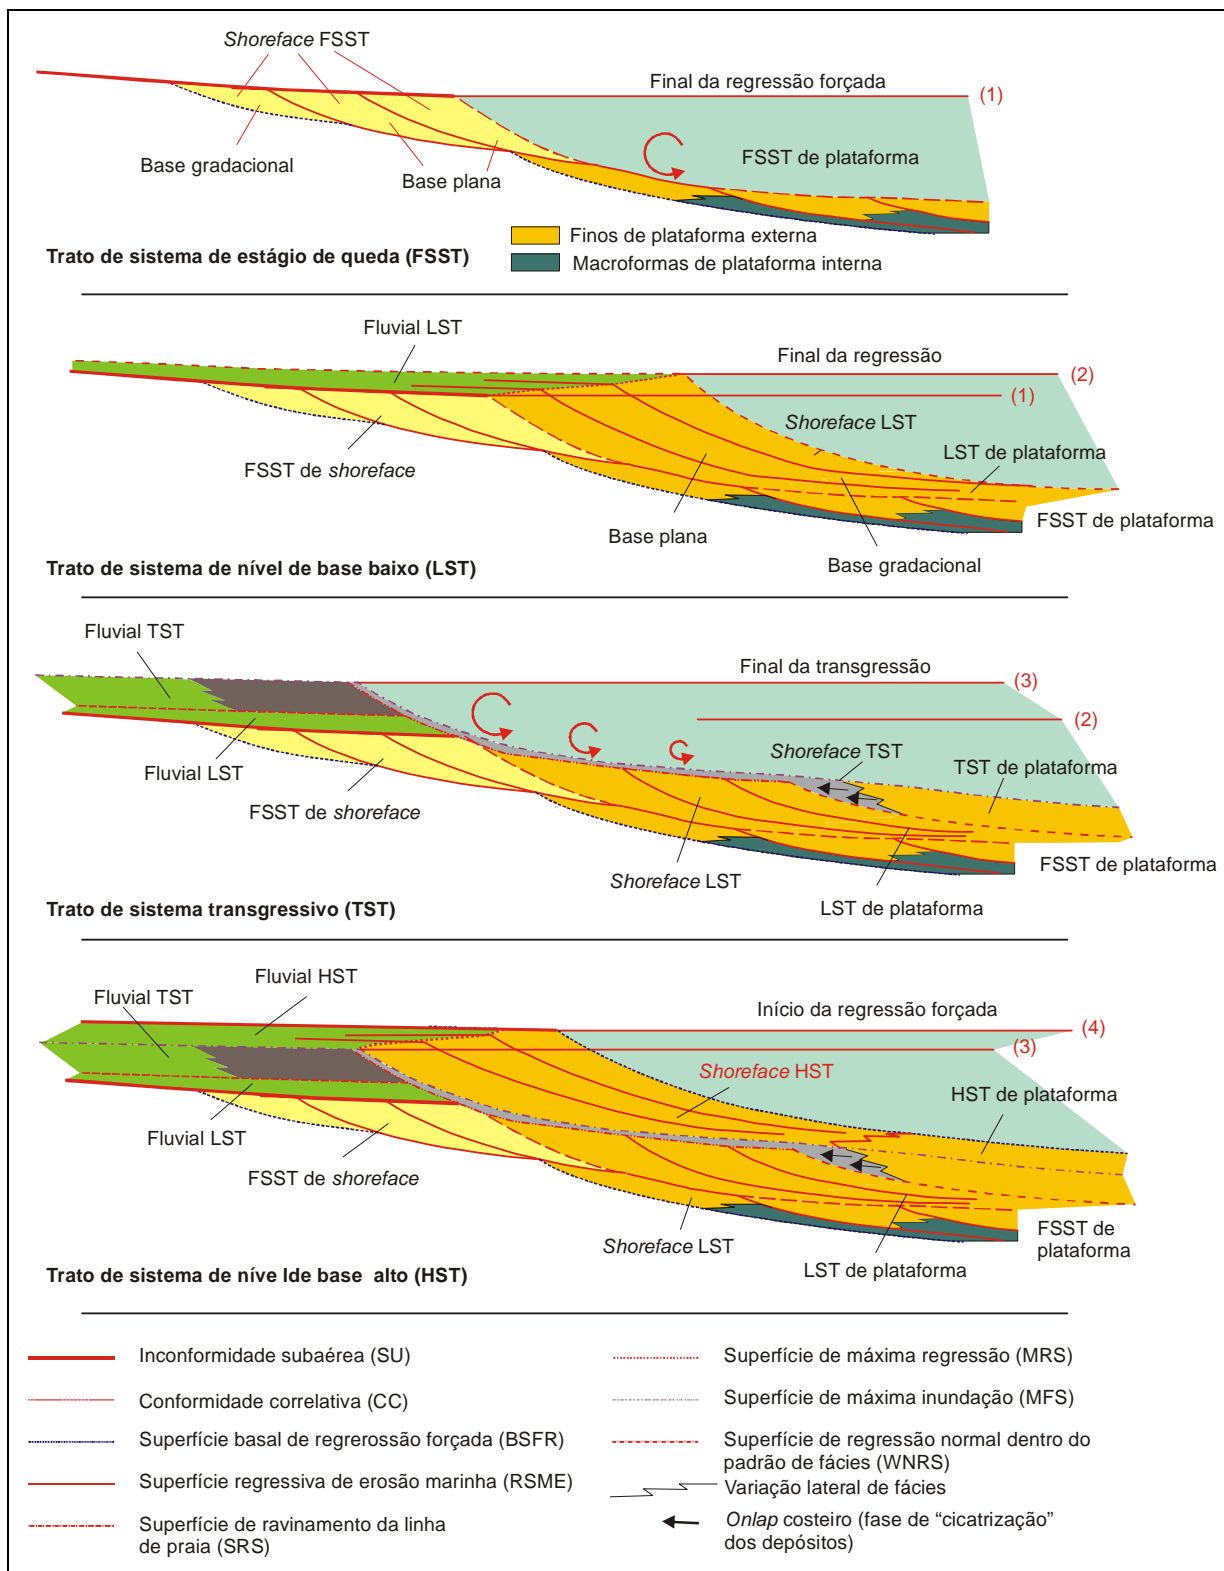 Shoreface FSST
Final da regressão forçada
(1)
FSST de plataforma
Base gradacional
Base plana
Finos de plataforma externa
Macroformas de plataforma interna
Trato de sistema de estágio de queda (FSST)
Fluvial LST
Final da regressão
(2)
(1)
Shoreface LST
LST de plataforma
FSST de shoreface
FSST de plataforma
Base plana
Base gradacional
Trato de sistema de nível de base baixo (LST)
Fluvial TST
Final da transgressão
(3)
(2)
Shoreface TST
TST de plataforma
Fluvial LST
FSST de shoreface
FSST de plataforma
Shoreface LST
LST de plataforma
Trato de sistema transgressivo (TST)
Fluvial HST
Fluvial TST
Início da regressão forçada
(4)
(3)
Shoreface HST
HST de plataforma
Fluvial LST
FSST de shoreface
FSST de
plataforma
Shoreface LST
LST de plataforma
Trato de sistema de níve lde base alto (HST)
Inconformidade subaérea (SU)
Conformidade correlativa (CC)
Superfície basal de regrerossão forçada (BSFR)
Superfície regressiva de erosão marinha (RSME)
Superfície de ravinamento da linha
de praia (SRS)
Superfície de máxima regressão (MRS)
Superfície de máxima inundação (MFS)
Superfície de regressão normal dentro do
padrão de fácies (WNRS)
Variação lateral de fácies
Onlap costeiro (fase de “cicatrização”
dos depósitos)